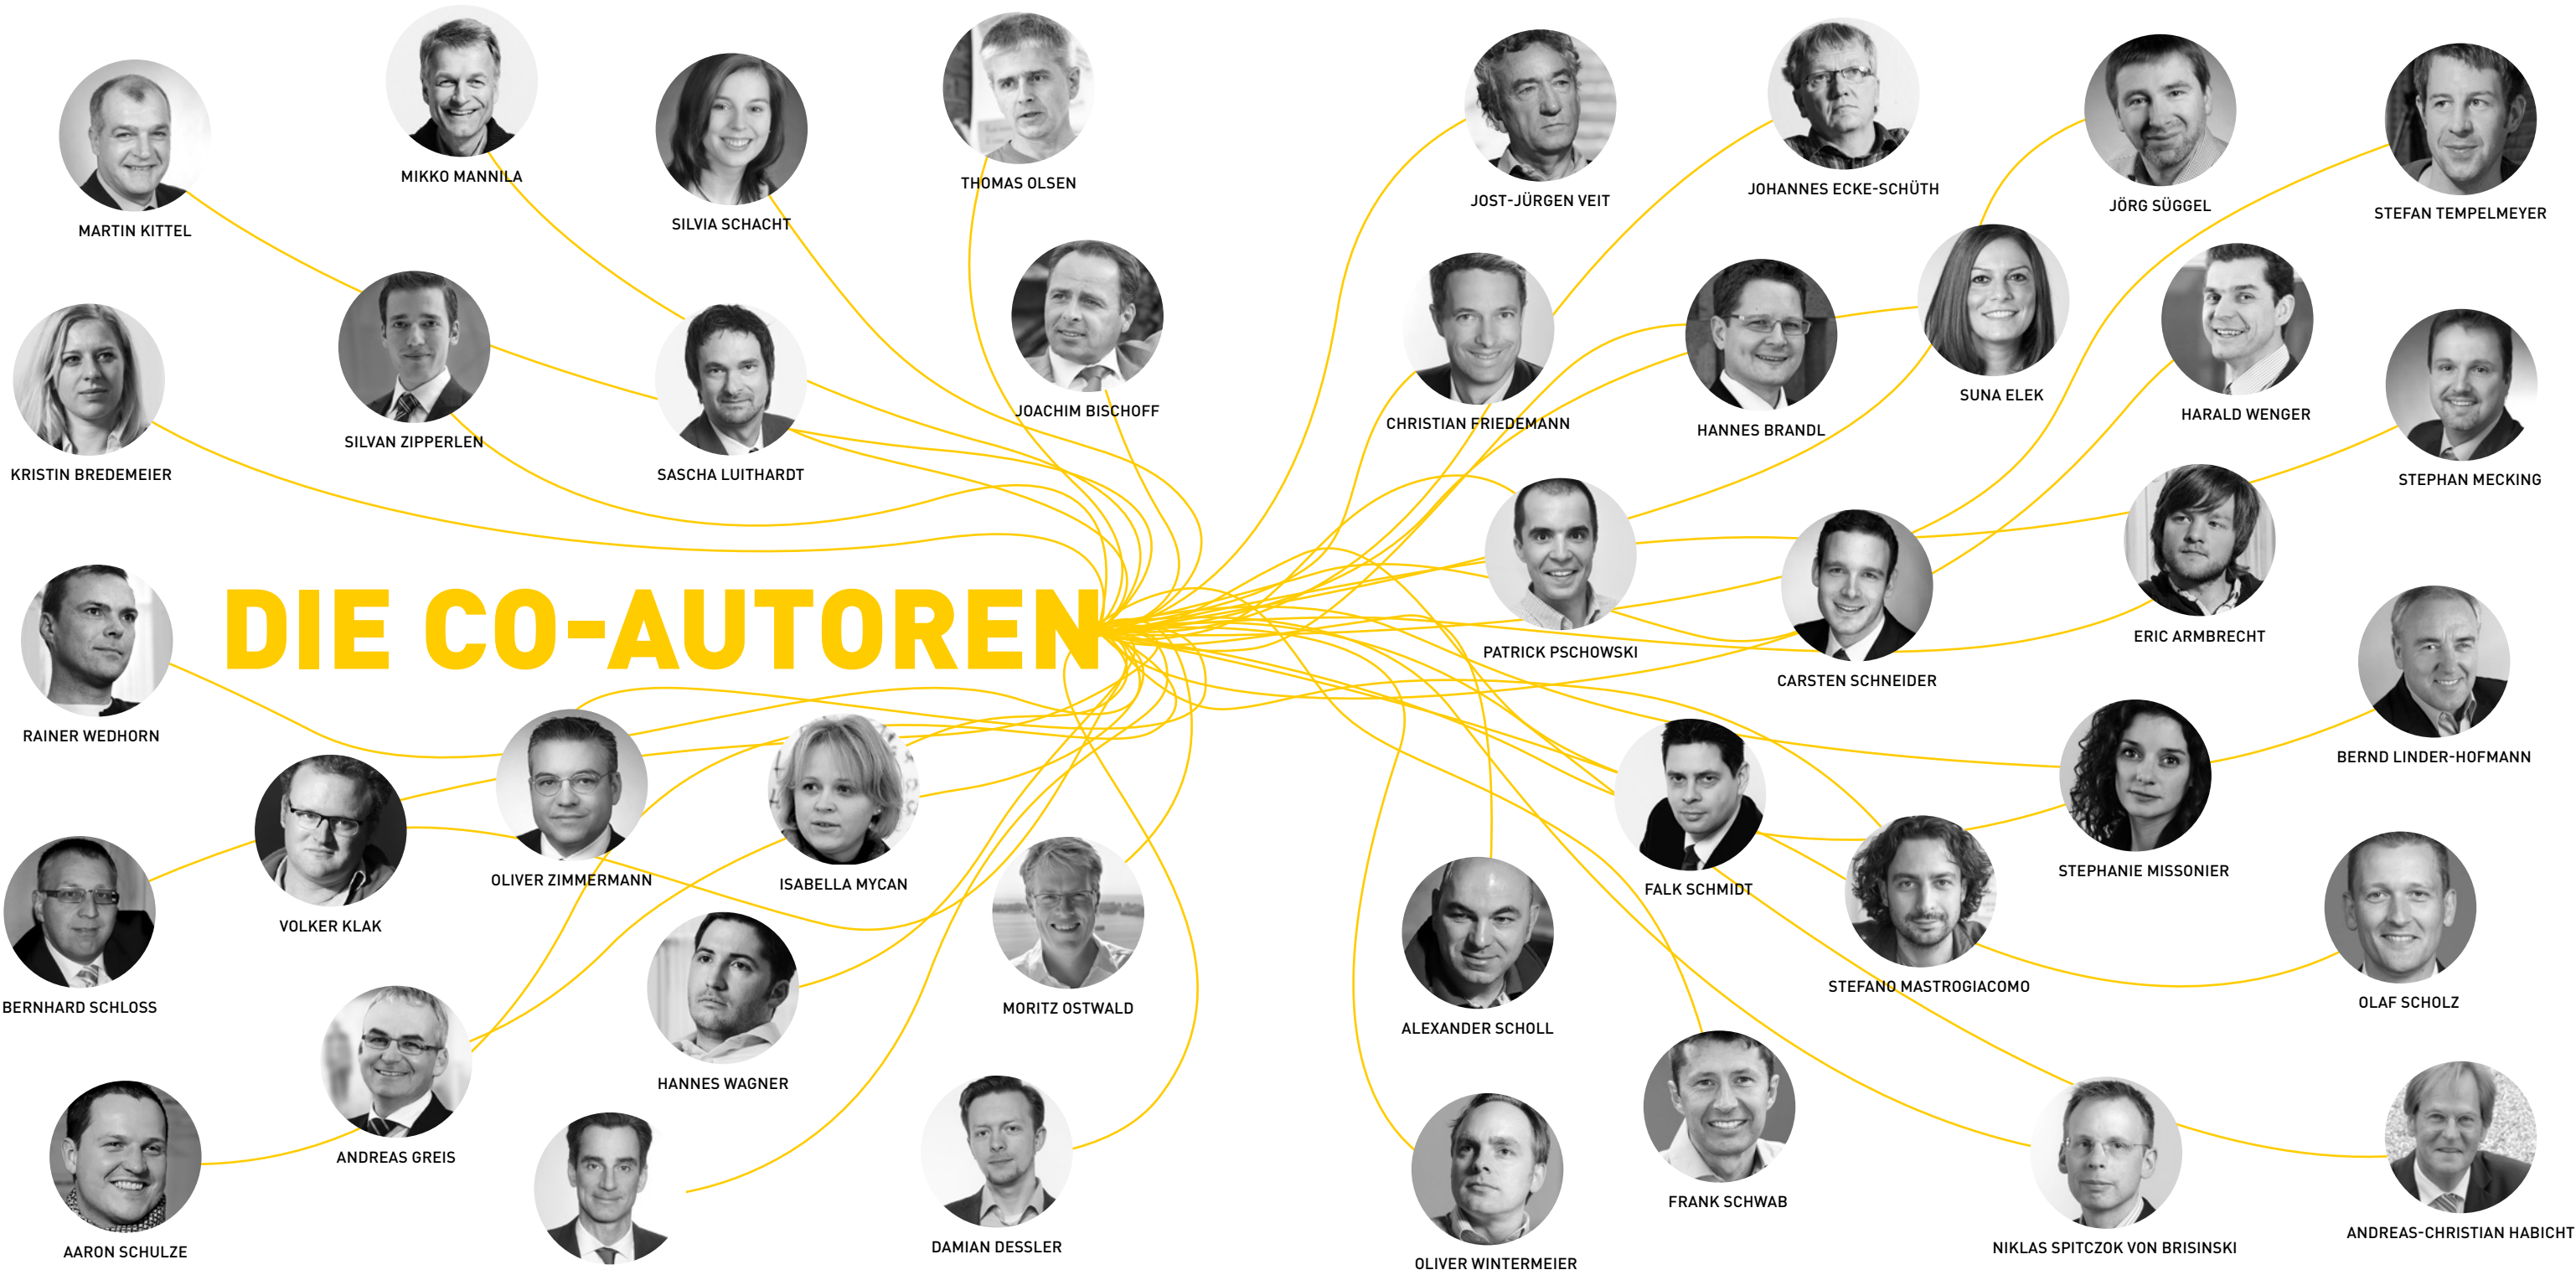 MIKKO MANNILA
THOMAS OLSEN
JOHANNES ECKE-SCHÜTH
JOST-JÜRGEN VEIT
JÖRG SÜGGEL
STEFAN TEMPELMEYER
SILVIA SCHACHT
MARTIN KITTEL
SUNA ELEK
JOACHIM BISCHOFF
HARALD WENGER
CHRISTIAN FRIEDEMANN
HANNES BRANDL
SILVAN ZIPPERLEN
KRISTIN BREDEMEIER
SASCHA LUITHARDT
STEPHAN MECKING
DIE CO-AUTOREN
ERIC ARMBRECHT
PATRICK PSCHOWSKI
CARSTEN SCHNEIDER
RAINER WEDHORN
BERND LINDER-HOFMANN
STEPHANIE MISSONIER
OLIVER ZIMMERMANN
ISABELLA MYCAN
FALK SCHMIDT
VOLKER KLAK
STEFANO MASTROGIACOMO
OLAF SCHOLZ
BERNHARD SCHLOSS
MORITZ OSTWALD
ALEXANDER SCHOLL
HANNES WAGNER
ANDREAS GREIS
FRANK SCHWAB
ANDREAS-CHRISTIAN HABICHT
DAMIAN DESSLER
NIKLAS SPITCZOK VON BRISINSKI
AARON SCHULZE
OLIVER WINTERMEIER